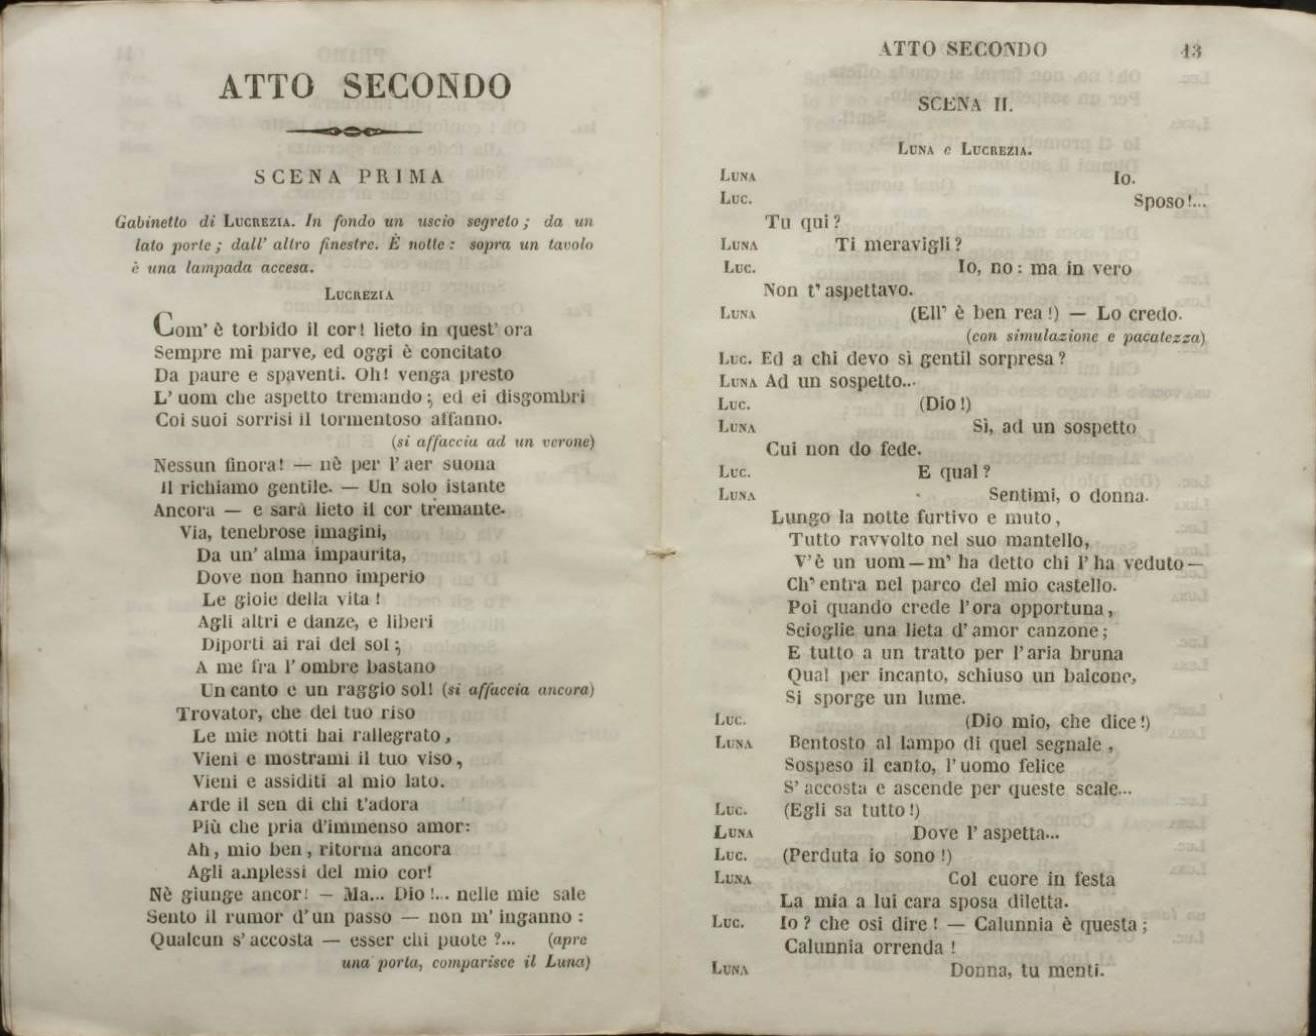 ATTO SECONDO
SCENA PRIMA
Gabinetto di LUCREZIA. In fondo un uscio segreto; da un
lato porte; dall' altro finestre. È notte: sopra un tavolo
è una lampada accesa.
LUCREZIA
Com' è torbido il cor! lieto in quest' ora
Sempre mi parve, ed oggi è concitato
Da paure e spaventi. Oh! venga presto
L' uom che aspetto tremando; ed ei disgombri
Coi suoi sorrisi il tormentoso affanno.
(si affaccia ad un verone)
Nessun finora! — nè per l' aer suona
Il richiamo gentile. — Un solo istante
Ancora — e sarà lieto il cor tremante.
Via, tenebrose imagini,
Da un' alma impaurita,
Dove non hanno imperio
Le gioie della vita!
Agli altri e danze, e liberi
Diporti ai rai del sol;
A me fra l' ombre bastano
Un canto e un raggio sol! (si affaccia ancora)
Trovator, che del tuo riso
Le mie notti hai rallegrato,
Vieni e mostrami il tuo viso,
Vieni e assiditi al mio lato.
Arde il sen di chi t'adora
Più che pria d'immenso amor:
Ah, mio ben, ritorna ancora
Agli amplessi del mio cor!
Nè giunge ancor! — Ma... Dio!... nelle mie sale
Sento il rumor d'un passo — non m' inganno:
Qualcun s' accosta — esser chi puote?... (apre
una porta, comparisce il Luna)
ATTO SECONDO 13
SCENA II.
LUNA e LUCREZIA.
LUNA Io.
LUC. Sposo!...
Tu qui?
LUNA Ti meravigli?
LUC. Io, no: ma in vero
Non t' aspettavo.
LUNA (Ell' è ben rea!) — Lo credo.
(con simulazione e pacatezza)
LUC. Ed a chi devo sì gentil sorpresa?
LUNA Ad un sospetto...
LUC. (Dio!)
LUNA Sì, ad un sospetto
Cui non do fede.
LUC. E qual?
LUNA Sentimi, o donna.
Lungo la notte furtivo e muto,
Tutto ravvolto nel suo mantello,
V'è un uom — m' ha detto chi l' ha veduto —
Ch' entra nel parco del mio castello.
Poi quando crede l'ora opportuna,
Scioglie una lieta d' amor canzone;
E tutto a un tratto per l'aria bruna
Qual per incanto, schiuso un balcone,
Si sporge un lume.
LUC. (Dio mio, che dice!)
LUNA Bentosto al lampo di quel segnale,
Sospeso il canto, l'uomo felice
S' accosta e ascende per queste scale...
LUC. (Egli sa tutto!)
LUNA Dove l' aspetta...
LUC. (Perduta io sono!)
LUNA Col cuore in festa
La mia a lui cara sposa diletta.
LUC. Io? che osi dire! — Calunnia è questa;
Calunnia orrenda!
LUNA Donna, tu menti.